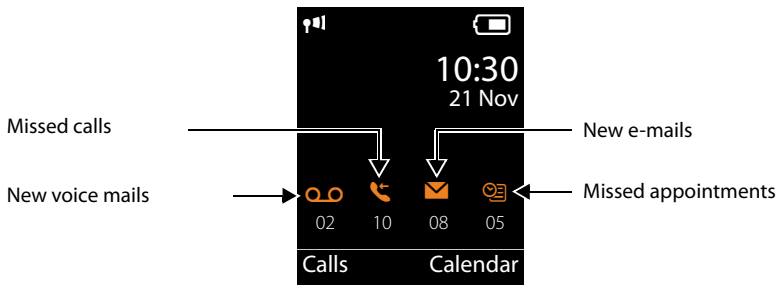 10:30
21 Nov
Missed calls
New e-mails
New voice mails
Missed appointments
02 10 08 05
Calls Calendar